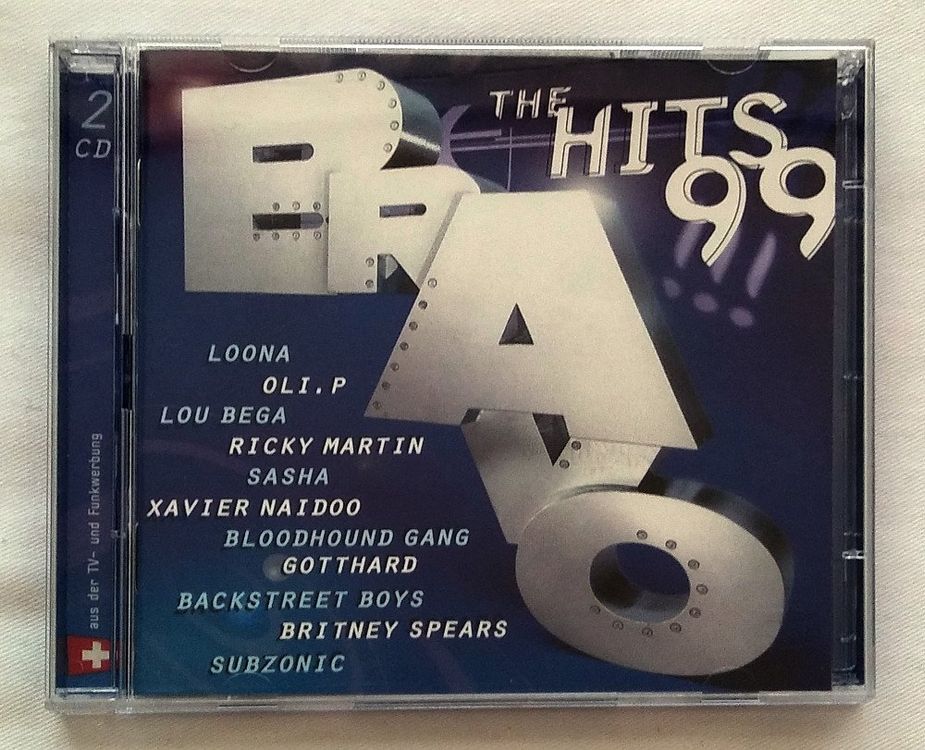 2
CD
aus der TV- und Funkwerbung
BRAVO
THE
HITS
99
!!!
LOONA
OLI.P
LOU BEGA
RICKY MARTIN
SASHA
XAVIER NAIDOO
BLOODHOUND GANG
GOTTHARD
BACKSTREET BOYS
BRITNEY SPEARS
SUBZONIC